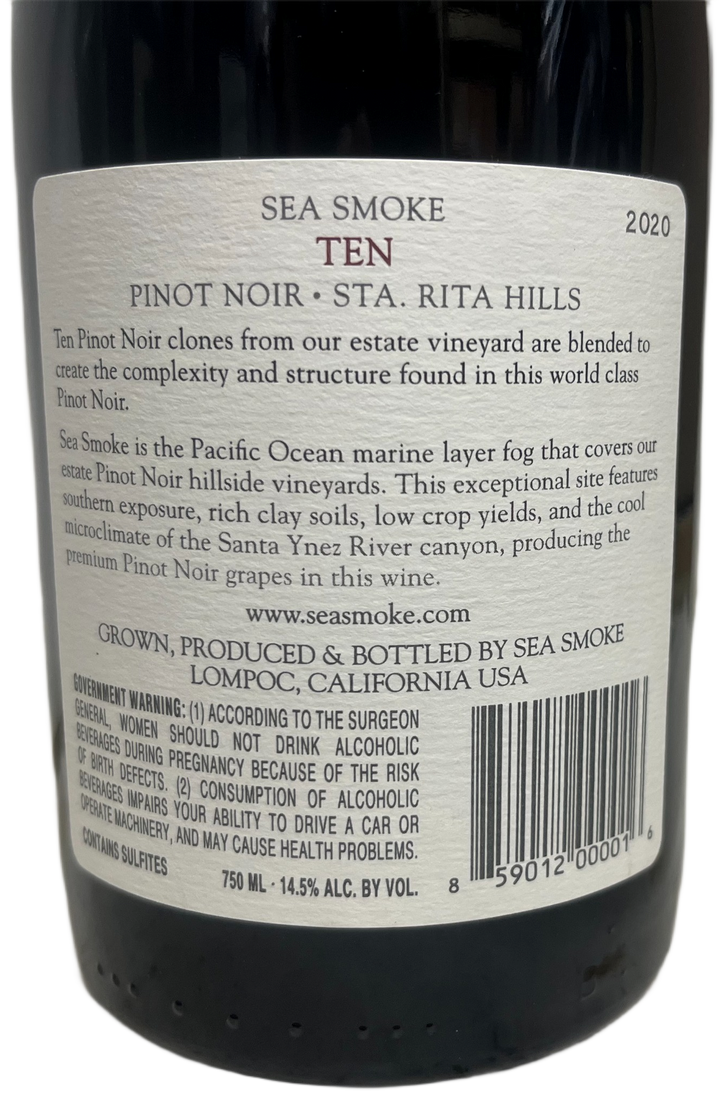 SEA SMOKE
2020
TEN
PINOT NOIR • STA. RITA HILLS
Ten Pinot Noir clones from our estate vineyard are blended to
create the complexity and structure found in this world class
Pinot Noir.
Sea Smoke is the Pacific Ocean marine layer fog that covers our
estate Pinot Noir hillside vineyards. This exceptional site features
southern exposure, rich clay soils, low crop yields, and the cool
microclimate of the Santa Ynez River canyon, producing the
premium Pinot Noir grapes in this wine.
www.seasmoke.com
GROWN, PRODUCED & BOTTLED BY SEA SMOKE
LOMPOC, CALIFORNIA USA
GOVERNMENT WARNING: (1) ACCORDING TO THE SURGEON
GENERAL, WOMEN SHOULD NOT DRINK ALCOHOLIC
BEVERAGES DURING PREGNANCY BECAUSE OF THE RISK
OF BIRTH DEFECTS. (2) CONSUMPTION OF ALCOHOLIC
BEVERAGES IMPAIRS YOUR ABILITY TO DRIVE A CAR OR
OPERATE MACHINERY, AND MAY CAUSE HEALTH PROBLEMS.
CONTAINS SULFITES
750 ML · 14.5% ALC. BY VOL.
8 59012 00001 6